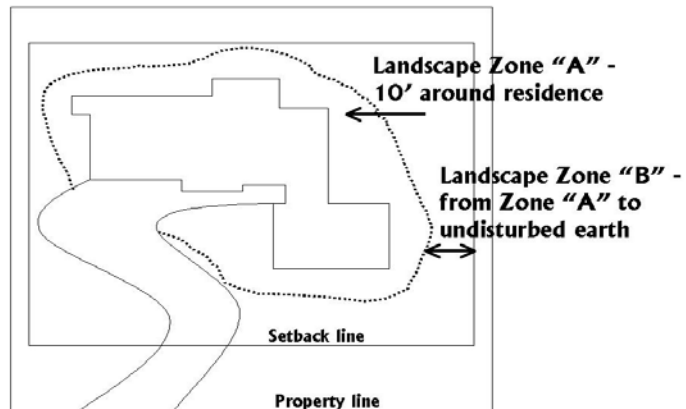 Landscape Zone “A” -
10’ around residence
Landscape Zone “B” -
from Zone “A” to
undisturbed earth
Setback line
Property line